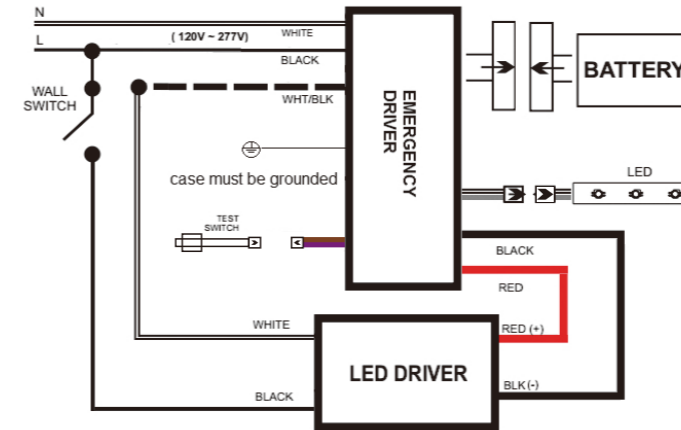 N
L
( 120V ~ 277V)
WHITE
BLACK
WHT/BLK
WALL
SWITCH
EMERGENCY
DRIVER
BATTERY
LED
case must be grounded
TEST
SWITCH
BLACK
RED
WHITE
RED (+)
LED DRIVER
BLACK
BLK(-)